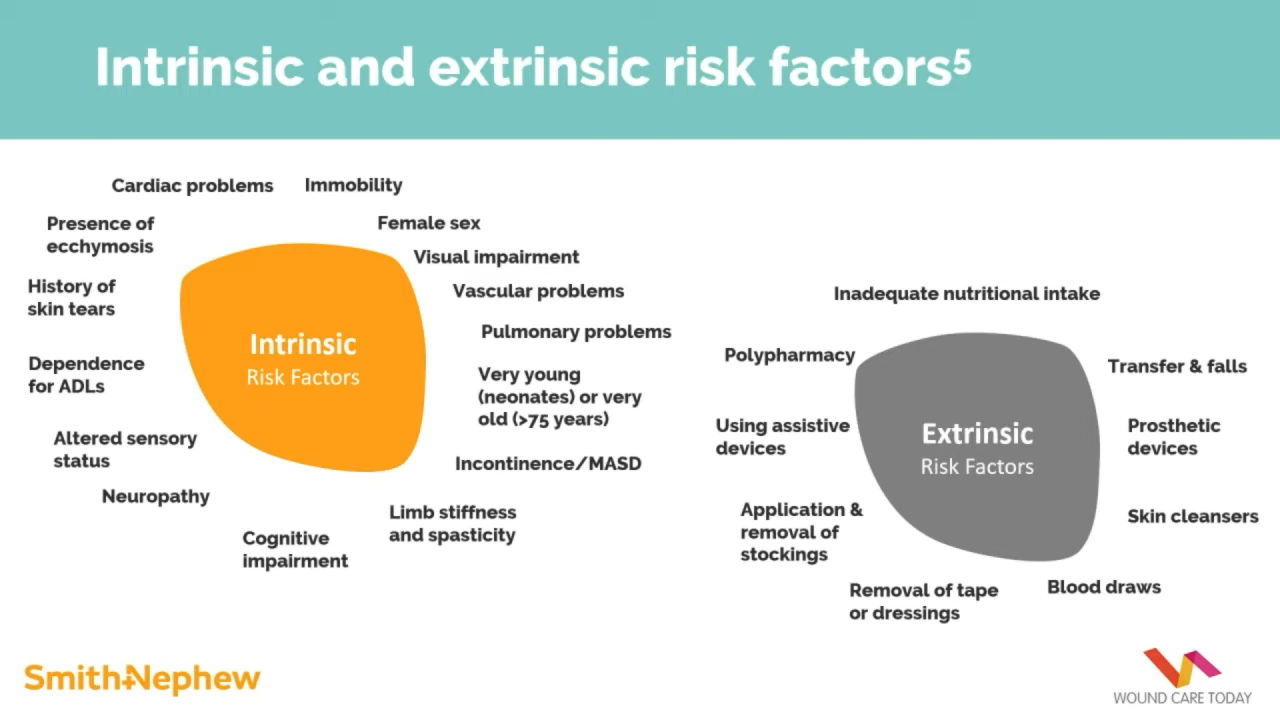 Intrinsic and extrinsic risk factors⁵
Cardiac problems
Immobility
Presence of
ecchymosis
Female sex
Visual impairment
History of
skin tears
Vascular problems
Pulmonary problems
Intrinsic
Risk Factors
Dependence
for ADLs
Very young
(neonates) or very
old (>75 years)
Altered sensory
status
Incontinence/MASD
Neuropathy
Limb stiffness
and spasticity
Cognitive
impairment
Inadequate nutritional intake
Polypharmacy
Transfer & falls
Using assistive
devices
Extrinsic
Risk Factors
Prosthetic
devices
Application &
removal of
stockings
Skin cleansers
Removal of tape
or dressings
Blood draws
Smith+Nephew
WOUND CARE TODAY